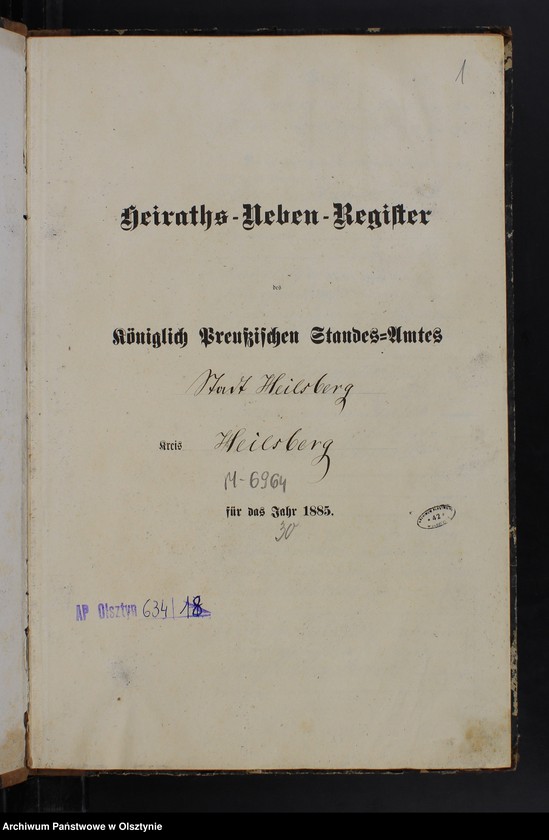 1
Heiraths-Neben-Register
des
Königlich Preußischen Standes-Amtes
Stadt Heilsberg
Kreis Heilsberg
M-6964
für das Jahr 1885.
30
AP Olsztyn 634/18
Archiwum Państwowe w Olsztynie